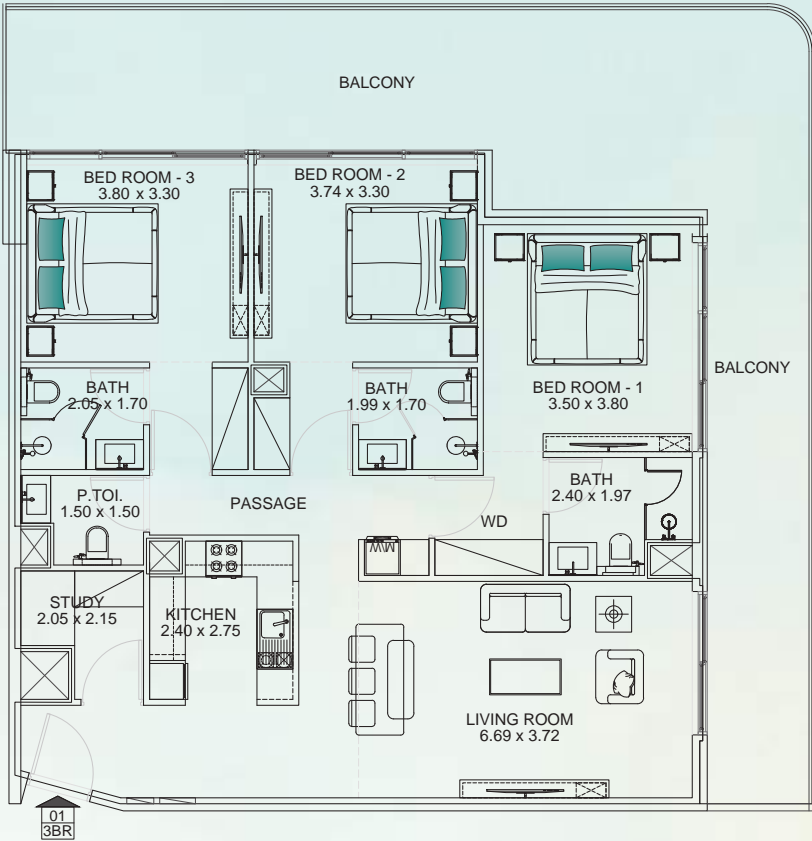 BALCONY
BED ROOM - 3
3.80 x 3.30
BED ROOM - 2
3.74 x 3.30
BED ROOM - 1
3.50 x 3.80
BALCONY
BATH
2.05 x 1.70
BATH
1.99 x 1.70
BATH
2.40 x 1.97
P.TOI.
1.50 x 1.50
PASSAGE
WD
MW
STUDY
2.05 x 2.15
KITCHEN
2.40 x 2.75
LIVING ROOM
6.69 x 3.72
01
3BR